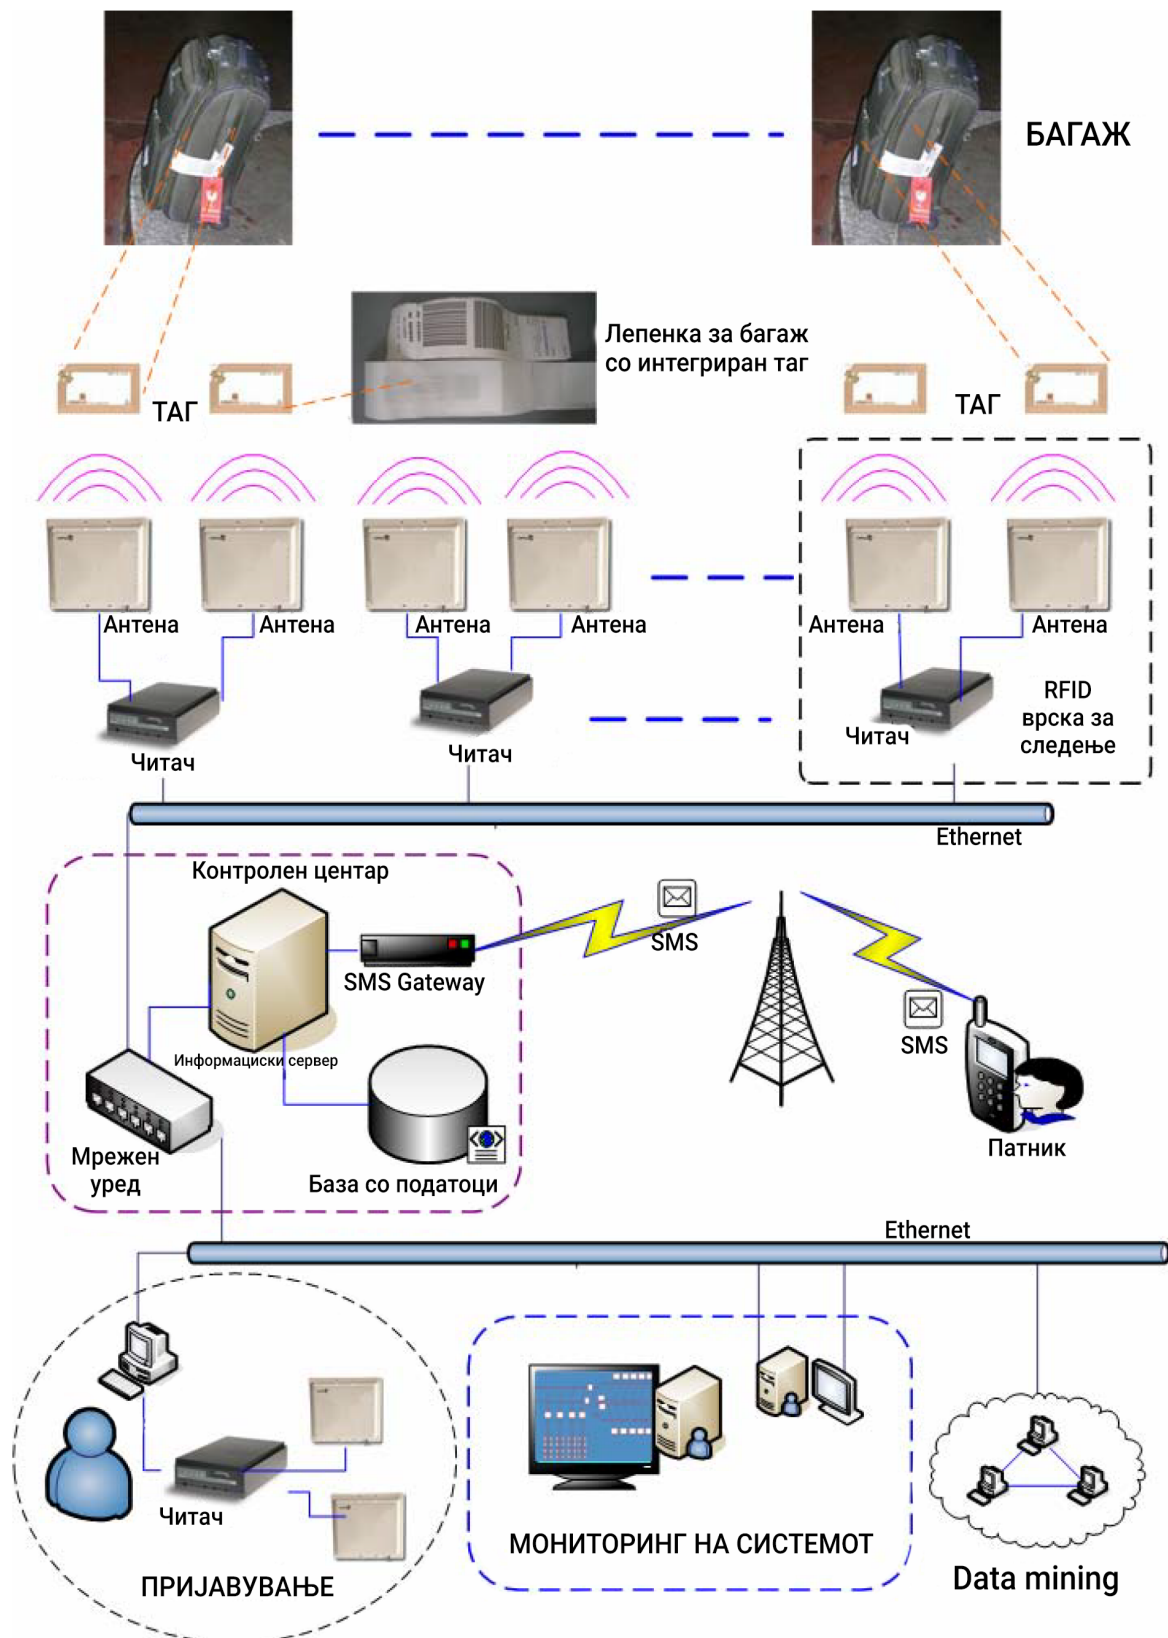 БАГАЖ
Лепенка за багаж
со интегриран таг
ТАГ
ТАГ
Антена
Антена
Антена
Антена
Антена
Антена
RFID
врска за
следење
Читач
Читач
Читач
Ethernet
Контролен центар
SMS
SMS Gateway
SMS
Информациски сервер
Патник
Мрежен
уред
База со податоци
Ethernet
Читач
МОНИТОРИНГ НА СИСТЕМОТ
Data mining
ПРИЈАВУВАЊЕ